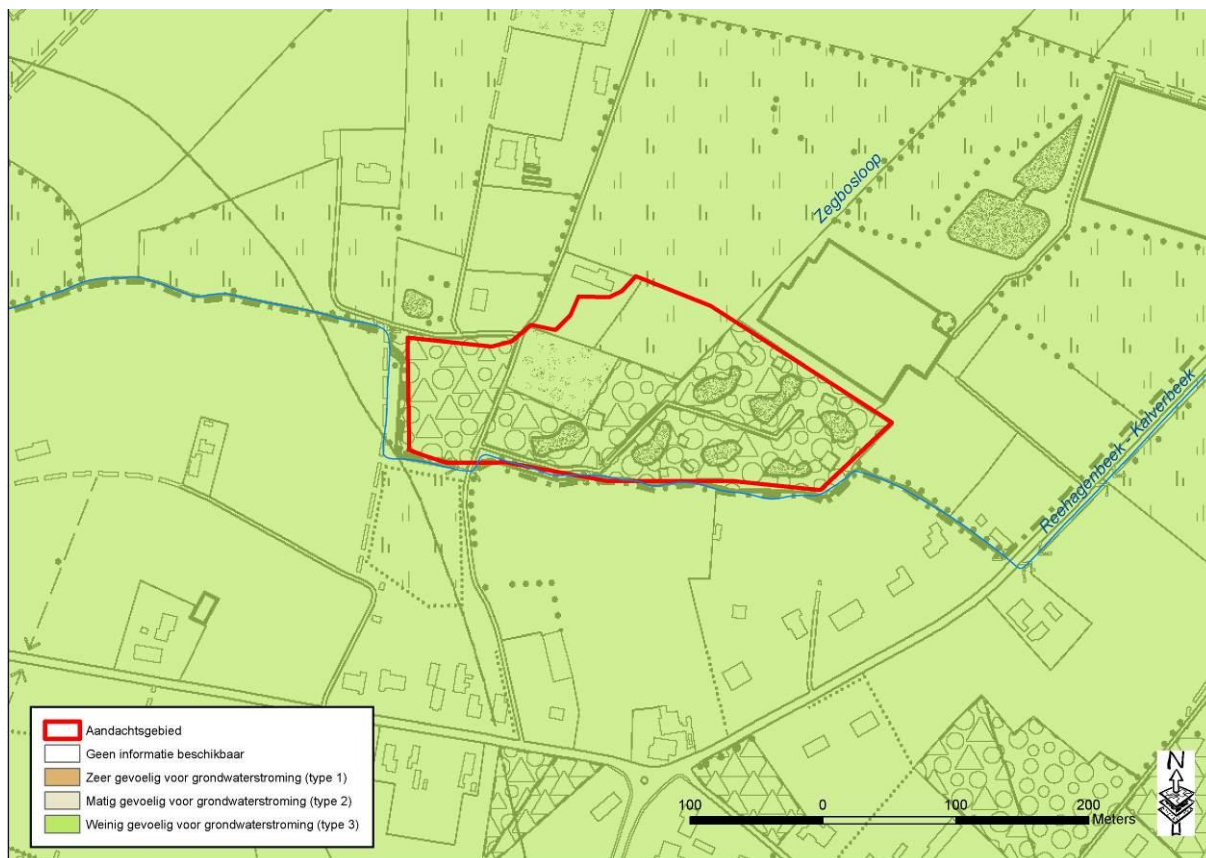 Zegbosloop
Reehagenbeek - Kalverbeek
Aandachtsgebied
Geen informatie beschikbaar
Zeer gevoelig voor grondwaterstroming (type 1)
Matig gevoelig voor grondwaterstroming (type 2)
Weinig gevoelig voor grondwaterstroming (type 3)
100 0 100 200
Meters
N